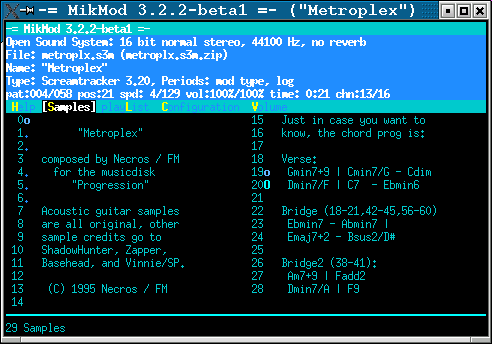 -= MikMod 3.2.2-beta1 =- ("Metroplex")
-= MikMod 3.2.2-beta1 =-
Open Sound System: 16 bit normal stereo, 44100 Hz, no reverb
File: metroplx.s3m (metroplx.s3m.zip)
Name: "Metroplex"
Type: Screamtracker 3.20, Periods: mod type, log
pat:004/058 pos:21 spd: 4/129 vol:100%/100% time: 0:21 chn:13/16
Help [Samples] playList Configuration Volume
0
1 "Metroplex"
2
3 composed by Necros / FM
4 for the musicdisk
5 "Progression"
6
7 Acoustic guitar samples
8 are all original, other
9 sample credits go to
10 ShadowHunter, Zapper,
11 Basehead, and Vinnie/SP.
12
13 (C) 1995 Necros / FM
14
15 Just in case you want to
16 know, the chord prog is:
17
18 Verse:
19 Gmin7+9 | Cmin7/G - Cdim
20 Dmin7/F | C7 - Ebmin6
21
22 Bridge (18-21,42-45,56-60)
23 Ebmin7 - Abmin7 |
24 Emaj7+2 - Bsus2/D#
25
26 Bridge2 (38-41):
27 Am7+9 | Fadd2
28 Dmin7/A | F9
29 Samples